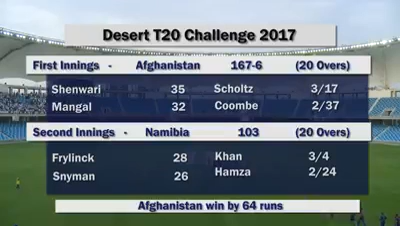 Desert T20 Challenge 2017
First Innings - Afghanistan 167-6 (20 Overs)
Shenwari 35 Scholtz 3/17
Mangal 32 Coombe 2/37
Second Innings - Namibia 103 (20 Overs)
Frylinck 28 Khan 3/4
Snyman 26 Hamza 2/24
Afghanistan win by 64 runs